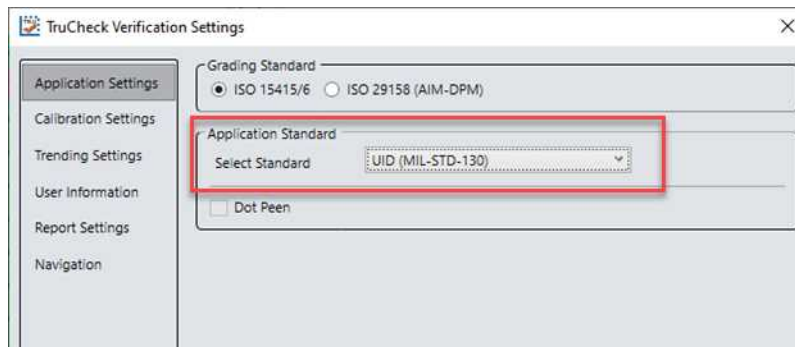 TruCheck Verification Settings
Application Settings
Calibration Settings
Trending Settings
User Information
Report Settings
Navigation
Grading Standard
ISO 15415/6 ISO 29158 (AIM-DPM)
Application Standard
Select Standard UID (MIL-STD-130)
Dot Peen